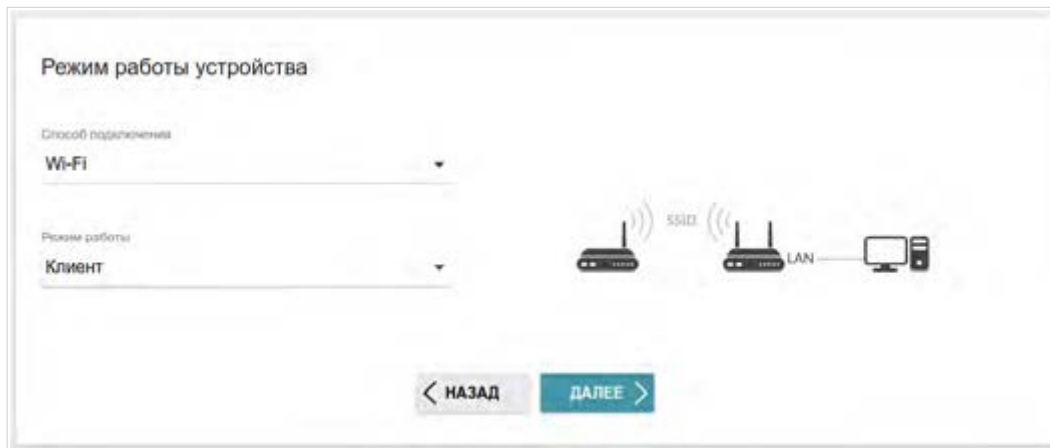 Режим работы устройства
Способ подключения
Wi-Fi
Режим работы
Клиент
SSID
LAN
НАЗАД
ДАЛЕЕ